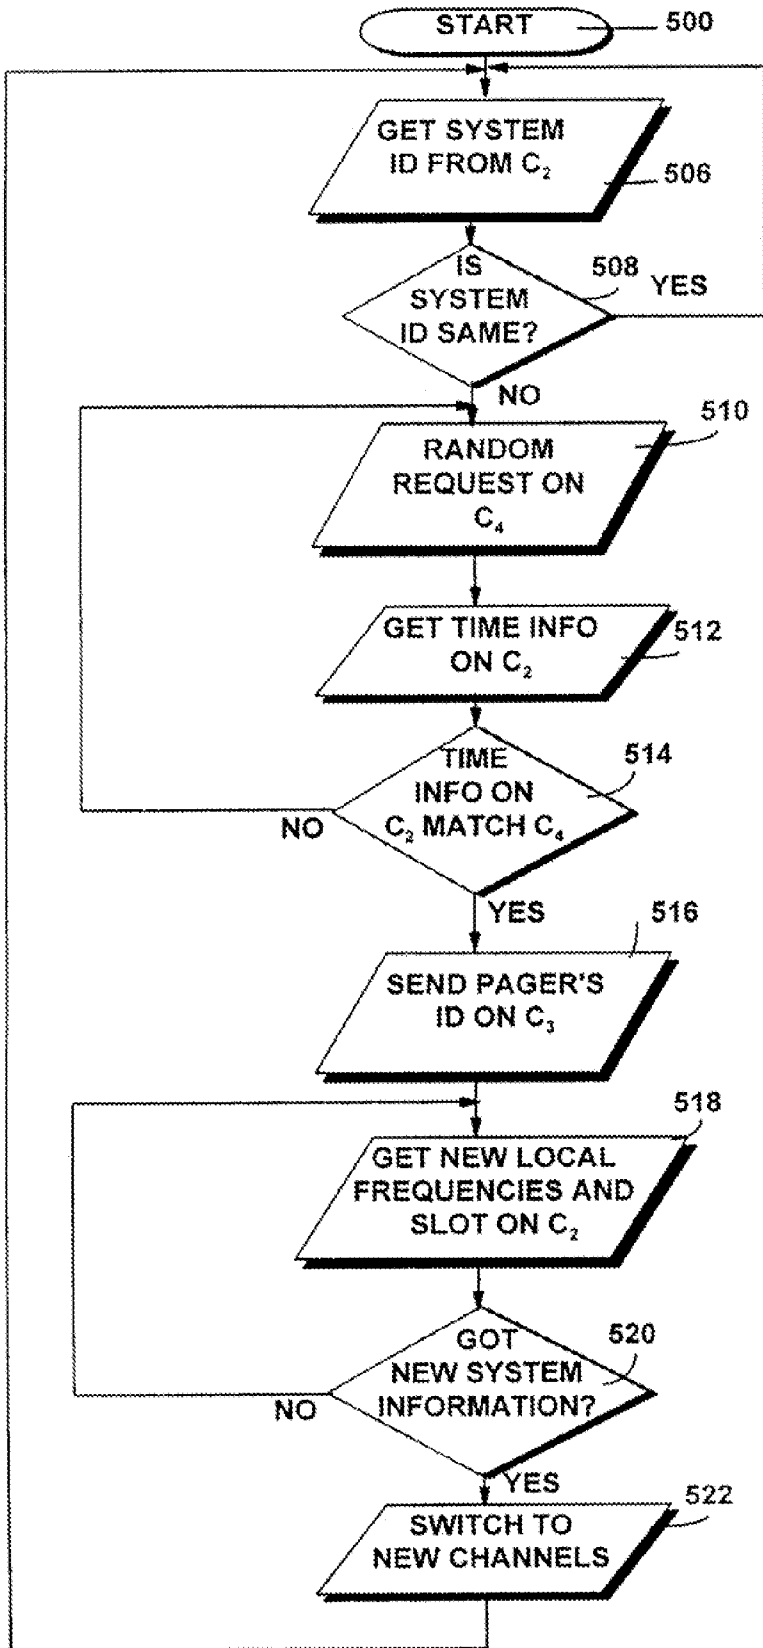 START
500
GET SYSTEM
ID FROM C₂
506
IS
SYSTEM
ID SAME?
508
YES
NO
RANDOM
REQUEST ON
C₄
510
GET TIME INFO
ON C₂
512
TIME
INFO ON
C₂ MATCH C₄
514
NO
YES
SEND PAGER'S
ID ON C₃
516
GET NEW LOCAL
FREQUENCIES AND
SLOT ON C₂
518
GOT
NEW SYSTEM
INFORMATION?
520
NO
YES
SWITCH TO
NEW CHANNELS
522